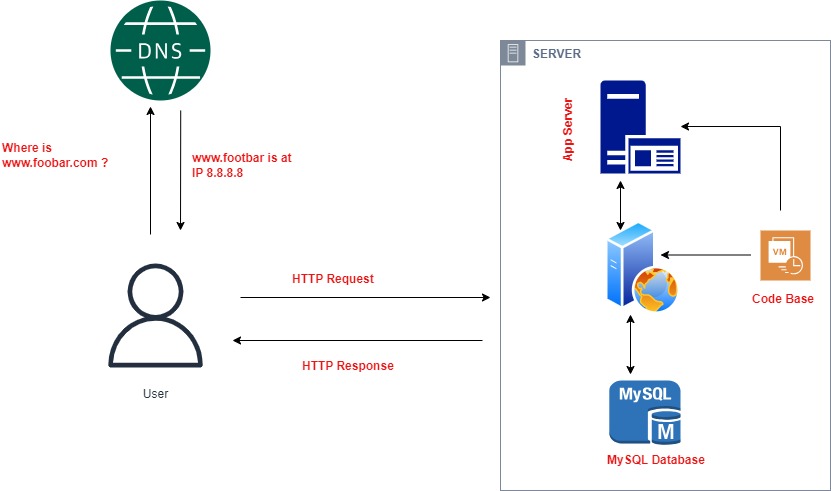 DNS
SERVER
App Server
Where is
www.foobar.com ?
www.footbar is at
IP 8.8.8.8
VM
HTTP Request
Code Base
HTTP Response
User
MySQL
M
MySQL Database